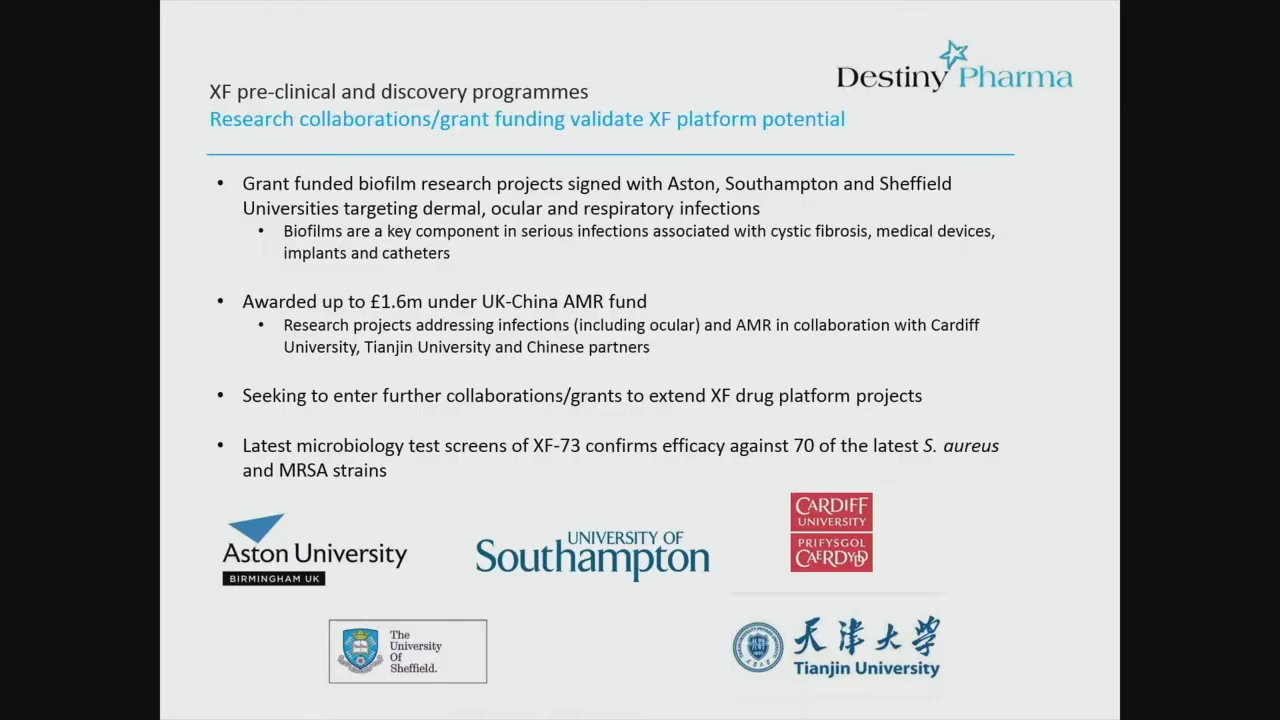 Destiny Pharma
XF pre-clinical and discovery programmes
Research collaborations/grant funding validate XF platform potential
• Grant funded biofilm research projects signed with Aston, Southampton and Sheffield
Universities targeting dermal, ocular and respiratory infections
• Biofilms are a key component in serious infections associated with cystic fibrosis, medical devices,
implants and catheters
• Awarded up to £1.6m under UK-China AMR fund
• Research projects addressing infections (including ocular) and AMR in collaboration with Cardiff
University, Tianjin University and Chinese partners
• Seeking to enter further collaborations/grants to extend XF drug platform projects
• Latest microbiology test screens of XF-73 confirms efficacy against 70 of the latest S. aureus
and MRSA strains
Aston University
BIRMINGHAM UK
UNIVERSITY OF
Southampton
CARDIFF
UNIVERSITY
PRIFYSGOL
CAERDYDD
The
University
Of
Sheffield.
天津大学
Tianjin University